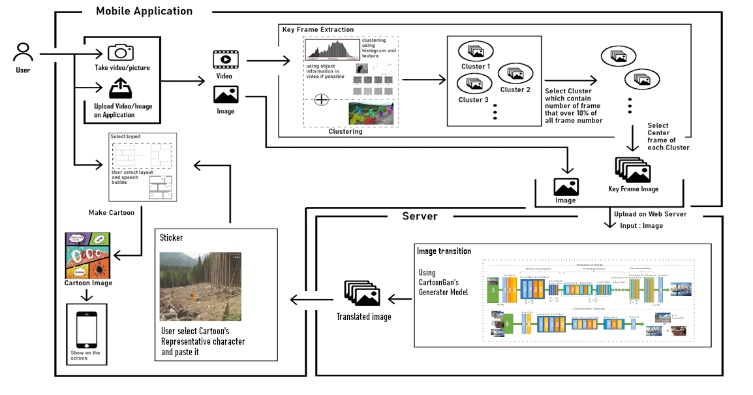 Mobile Application
User
Take video/picture
Upload Video/Image
on Application
Video
Image
Key Frame Extraction
clustering
using
histogram and
texture
using object
information in
video if possible
Clustering
Cluster 1
Cluster 2
Cluster 3
Select Cluster
which contain
number of frame
that over 10% of
all frame number
Select
Center
frame of
each Cluster
Image
Key Frame Image
Select layout
User select layout
and speech
bubble
Make Cartoon
Cartoon Image
Show on the
screen
Sticker
User select Cartoon's
Representative character
and paste it
Server
Upload on Web Server
Input : Image
Image transition
Using
CartoonGan's
Generator Model
Translated image